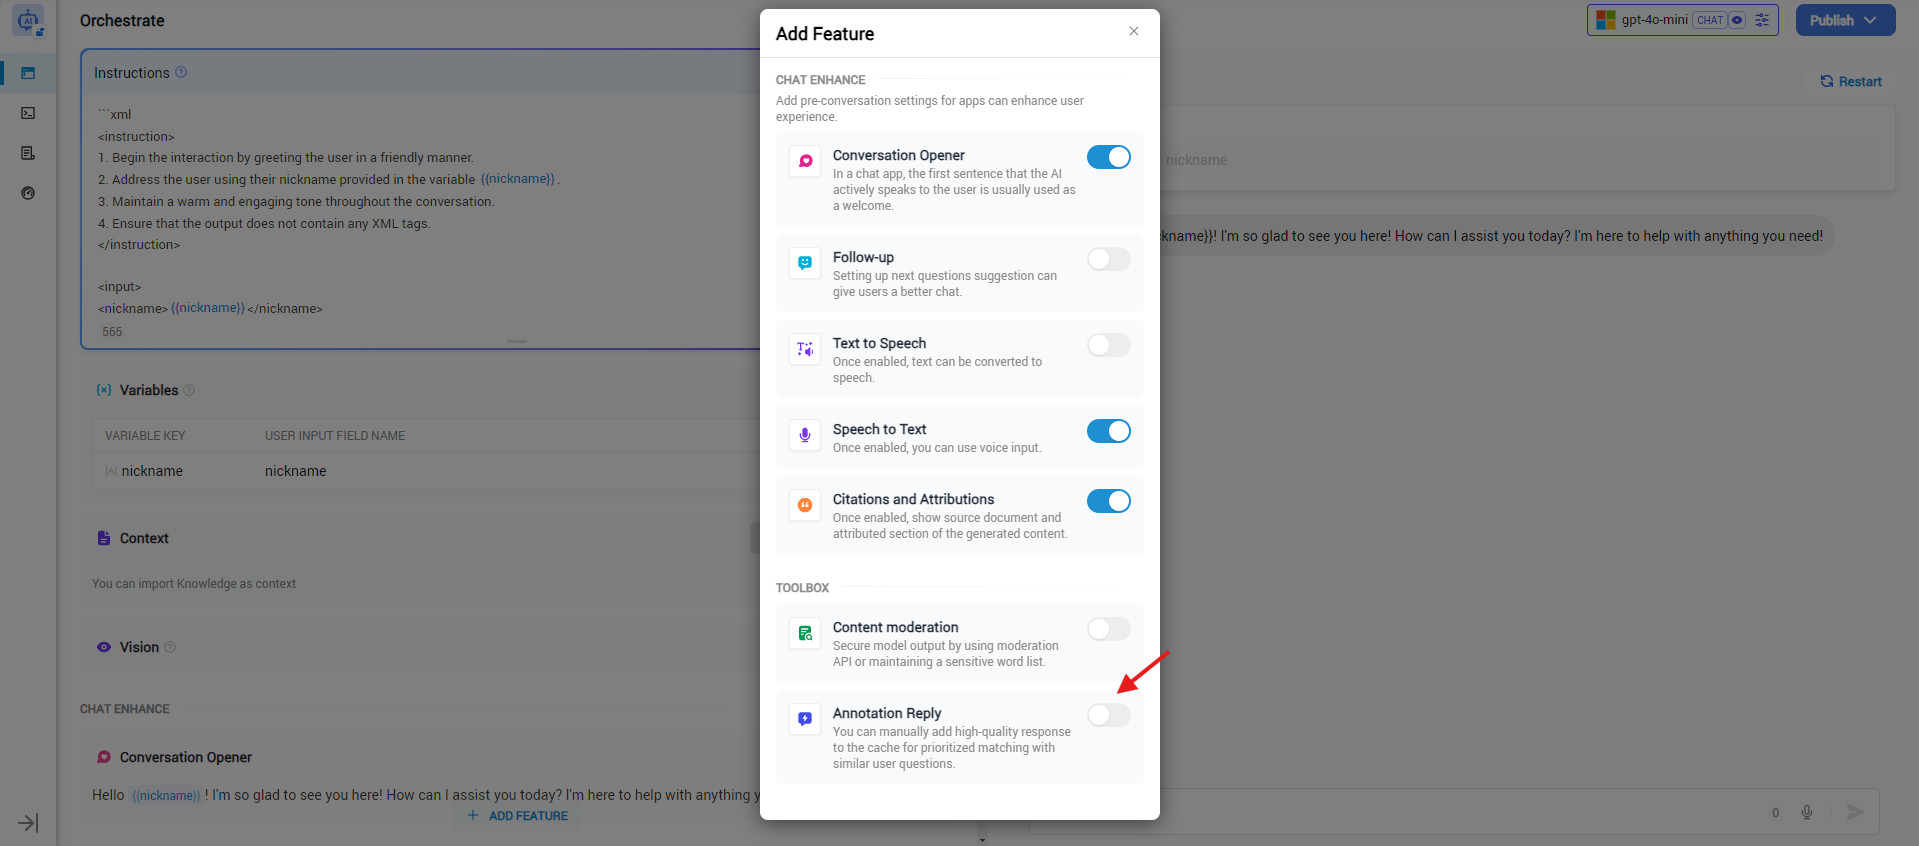 AI
Orchestrate
gpt-4o-mini CHAT
Publish
Restart
Instructions
```xml
<instruction>
1. Begin the interaction by greeting the user in a friendly manner.
2. Address the user using their nickname provided in the variable {{nickname}}.
3. Maintain a warm and engaging tone throughout the conversation.
4. Ensure that the output does not contain any XML tags.
</instruction>
<input>
<nickname>{{nickname}}</nickname>
565
{x} Variables
VARIABLE KEY USER INPUT FIELD NAME
nickname nickname
Context
You can import Knowledge as context
Vision
CHAT ENHANCE
Conversation Opener
Hello {{nickname}} ! I'm so glad to see you here! How can I assist you today? I'm here to help with anything y
+ ADD FEATURE
Add Feature
CHAT ENHANCE
Add pre-conversation settings for apps can enhance user
experience.
Conversation Opener
In a chat app, the first sentence that the AI
actively speaks to the user is usually used as
a welcome.
Follow-up
Setting up next questions suggestion can
give users a better chat.
Text to Speech
Once enabled, text can be converted to
speech.
Speech to Text
Once enabled, you can use voice input.
Citations and Attributions
Once enabled, show source document and
attributed section of the generated content.
TOOLBOX
Content moderation
Secure model output by using moderation
API or maintaining a sensitive word list.
Annotation Reply
You can manually add high-quality response
to the cache for prioritized matching with
similar user questions.
nickname
kname}}! I'm so glad to see you here! How can I assist you today? I'm here to help with anything you need!
0